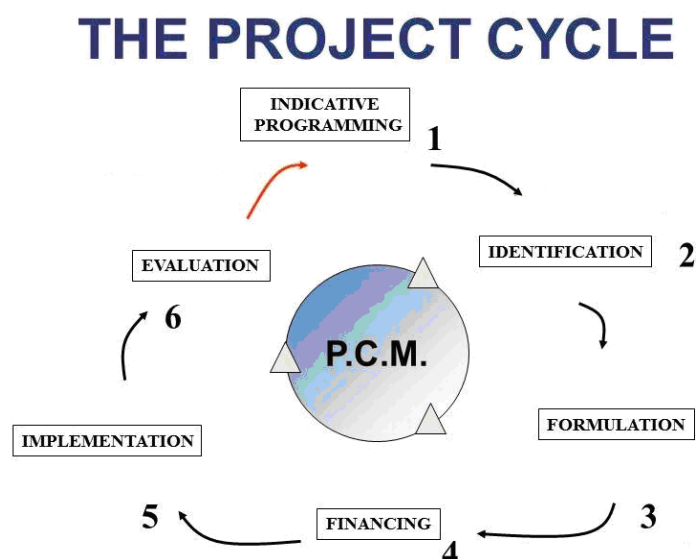 THE PROJECT CYCLE
INDICATIVE
PROGRAMMING
1
IDENTIFICATION
2
EVALUATION
6
P.C.M.
FORMULATION
3
IMPLEMENTATION
5
FINANCING
4